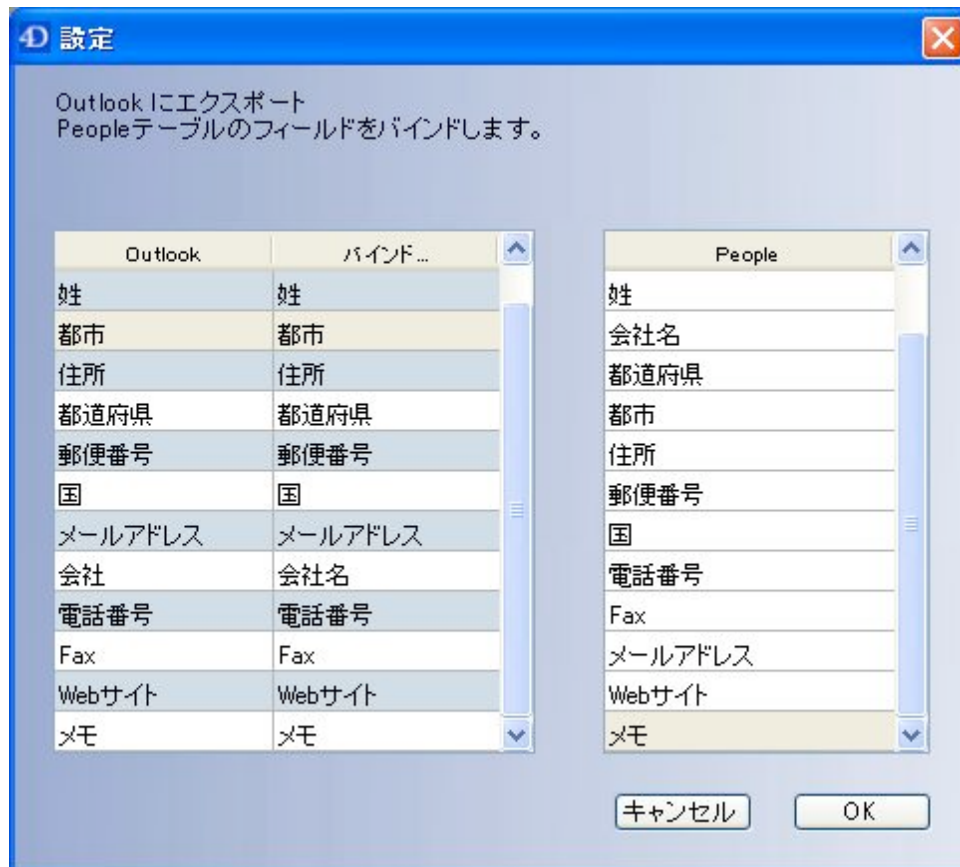 4D 設定
Outlook にエクスポート
Peopleテーブルのフィールドをバインドします。
Outlook バインド...
姓 姓
都市 都市
住所 住所
都道府県 都道府県
郵便番号 郵便番号
国 国
メールアドレス メールアドレス
会社 会社名
電話番号 電話番号
Fax Fax
Webサイト Webサイト
メモ メモ
People
姓
会社名
都道府県
都市
住所
郵便番号
国
電話番号
Fax
メールアドレス
Webサイト
メモ
キャンセル OK